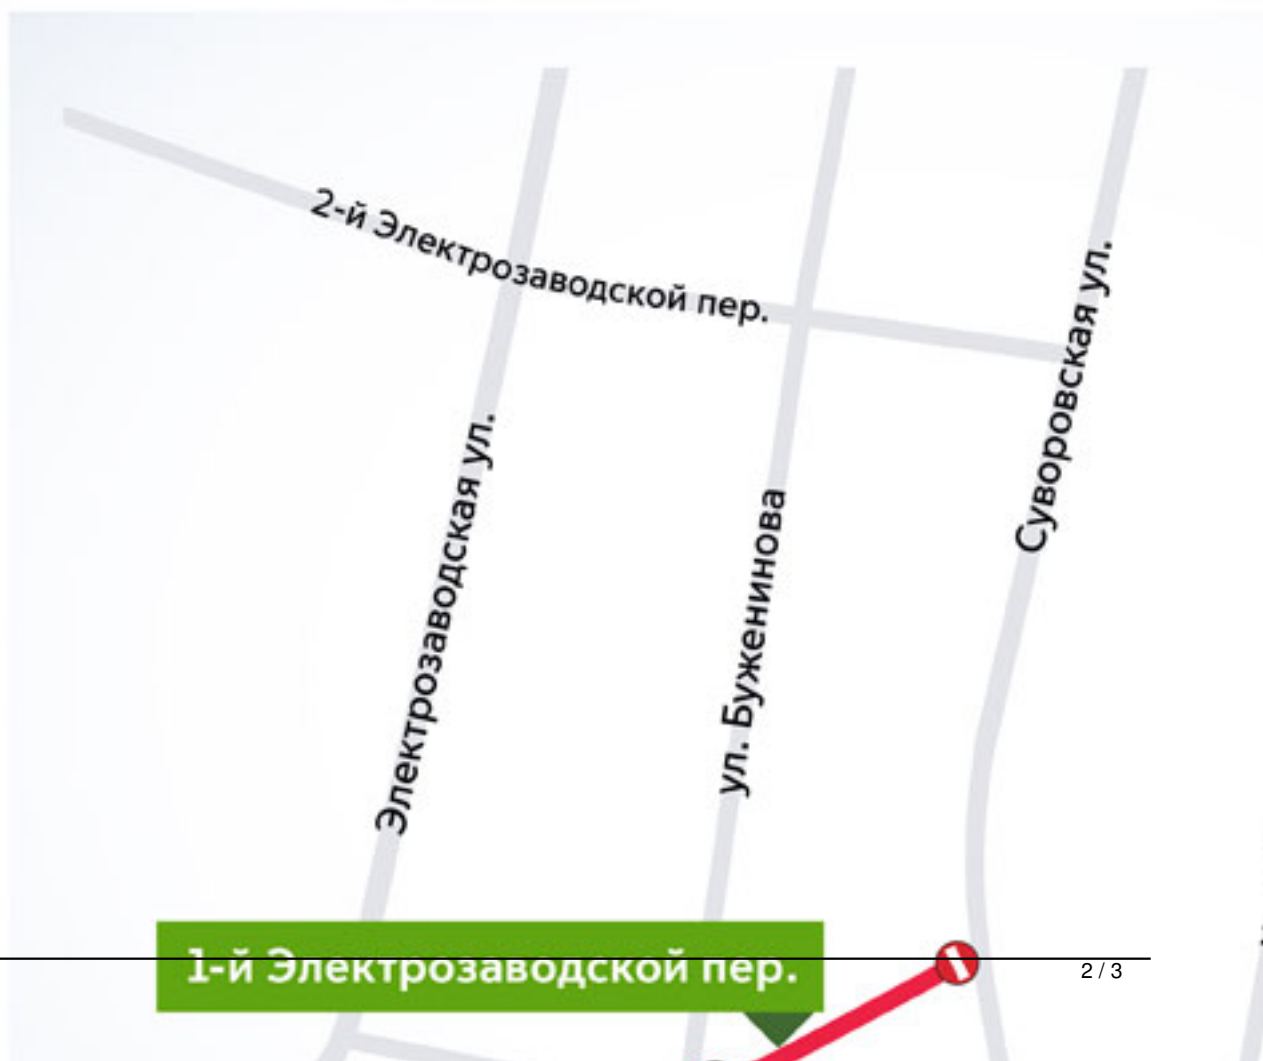 2-й Электрозаводской пер.
Суворовская ул.
Электрозаводская ул.
ул. Буженинова
1-й Электрозаводской пер.
2 / 3